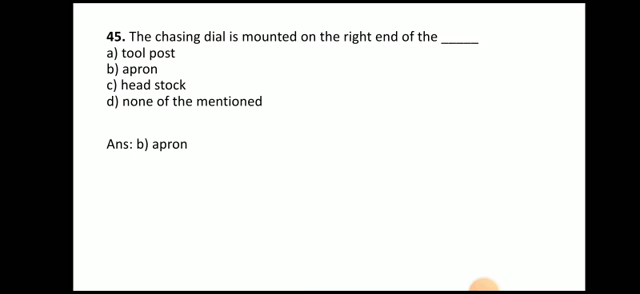 45. The chasing dial is mounted on the right end of the _____
a) tool post
b) apron
c) head stock
d) none of the mentioned
Ans: b) apron